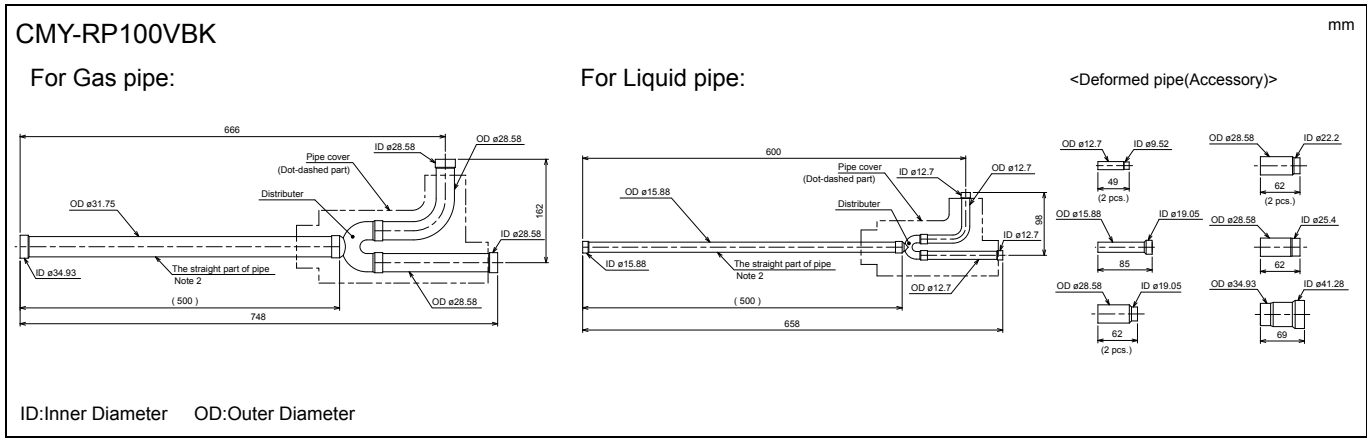 CMY-RP100VBK
mm
For Gas pipe:
666
ID ø28.58
OD ø28.58
Pipe cover
(Dot-dashed part)
Distributer
OD ø31.75
162
ID ø28.58
ID ø34.93
The straight part of pipe
Note 2
OD ø28.58
( 500 )
748
For Liquid pipe:
600
Pipe cover
(Dot-dashed part)
ID ø12.7
OD ø12.7
OD ø15.88
Distributer
98
ID ø12.7
ID ø15.88
The straight part of pipe
Note 2
OD ø12.7
( 500 )
658
<Deformed pipe(Accessory)>
OD ø12.7
ID ø9.52
49
(2 pcs.)
OD ø28.58
ID ø22.2
62
(2 pcs.)
OD ø15.88
ID ø19.05
85
OD ø28.58
ID ø25.4
62
OD ø28.58
ID ø19.05
62
(2 pcs.)
OD ø34.93
ID ø41.28
69
ID:Inner Diameter OD:Outer Diameter